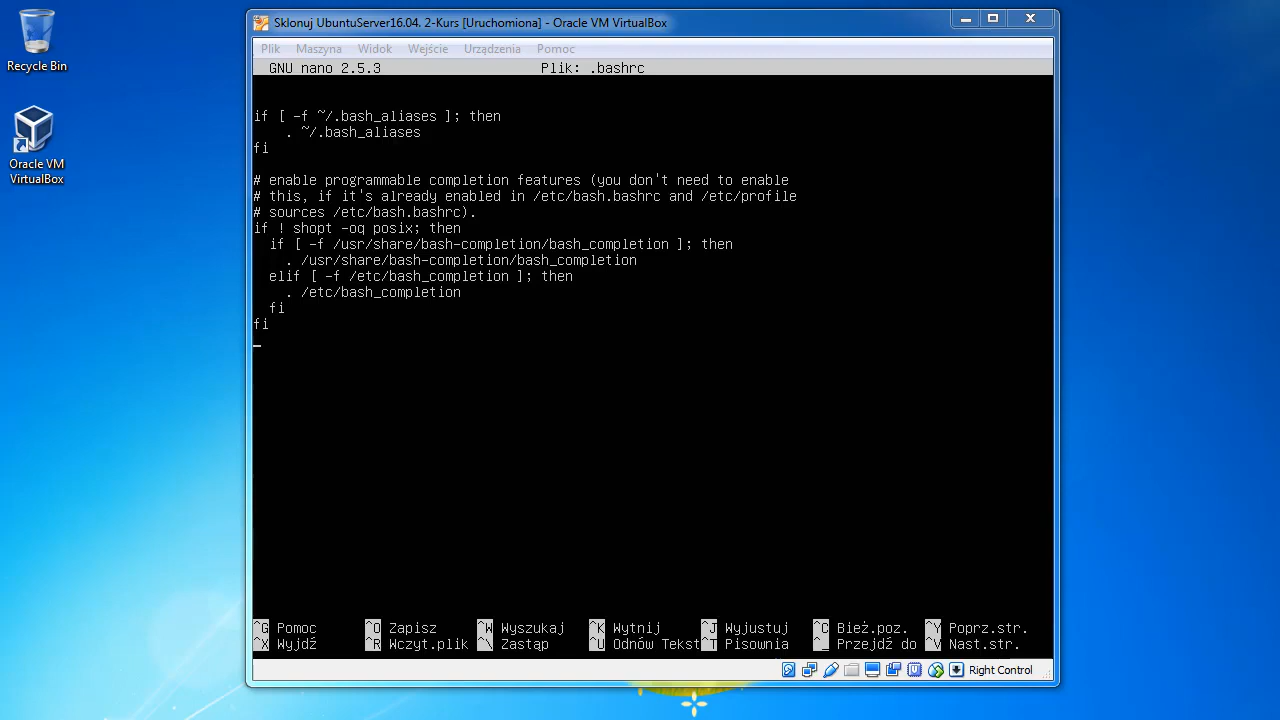 Recycle Bin
Oracle VM
VirtualBox
Sklonuj UbuntuServer16.04. 2-Kurs [Uruchomiona] - Oracle VM VirtualBox
Plik Maszyna Widok Wejście Urządzenia Pomoc
GNU nano 2.5.3 Plik: .bashrc
if [ -f ~/.bash_aliases ]; then
. ~/.bash_aliases
fi
# enable programmable completion features (you don't need to enable
# this, if it's already enabled in /etc/bash.bashrc and /etc/profile
# sources /etc/bash.bashrc).
if ! shopt -oq posix; then
if [ -f /usr/share/bash-completion/bash_completion ]; then
. /usr/share/bash-completion/bash_completion
elif [ -f /etc/bash_completion ]; then
. /etc/bash_completion
fi
fi
^G Pomoc ^O Zapisz ^W Wyszukaj ^K Wytnij ^J Wyjustuj ^C Bież.poz. ^Y Poprz.str.
^X Wyjdź ^R Wczyt.plik ^\ Zastąp ^U Odnów Tekst ^T Pisownia ^_ Przejdź do ^V Nast.str.
Right Control